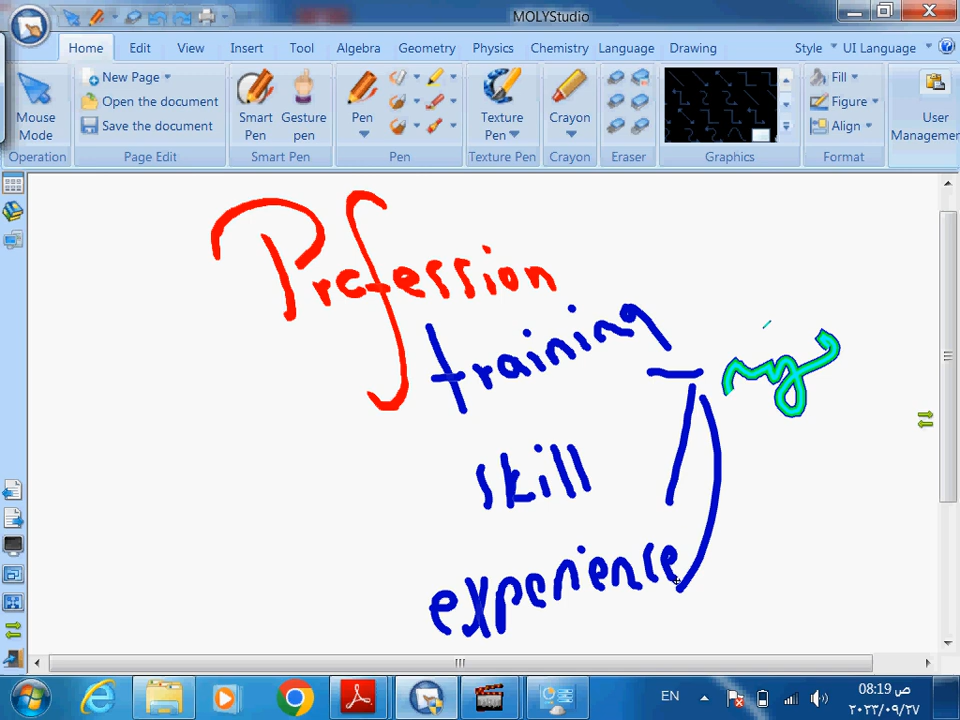 MOLYStudio
Home Edit View Insert Tool Algebra Geometry Physics Chemistry Language Drawing Style UI Language
Mouse Mode
New Page
Open the document
Save the document
Smart Pen
Gesture pen
Pen
Texture Pen
Crayon
Fill
Figure
Align
User Management
Operation Page Edit Smart Pen Pen Texture Pen Crayon Eraser Graphics Format
Profession
training
skill
experience
EN
08:19 ص
٢٠٢٣/٠٩/٢٧